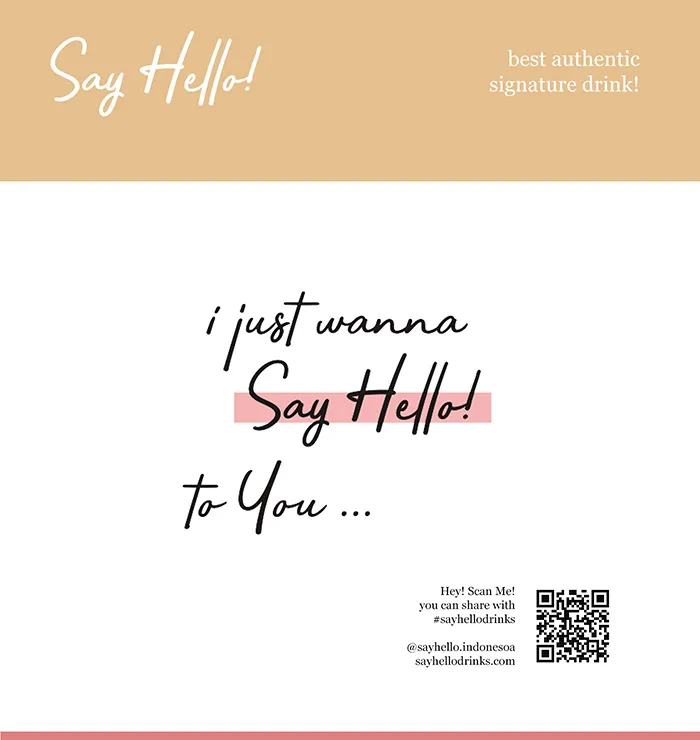 Say Hello!
best authentic
signature drink!
i just wanna
Say Hello!
to You ...
Hey! Scan Me!
you can share with
#sayhellodrinks
@sayhello.indonesoa
sayhellodrinks.com